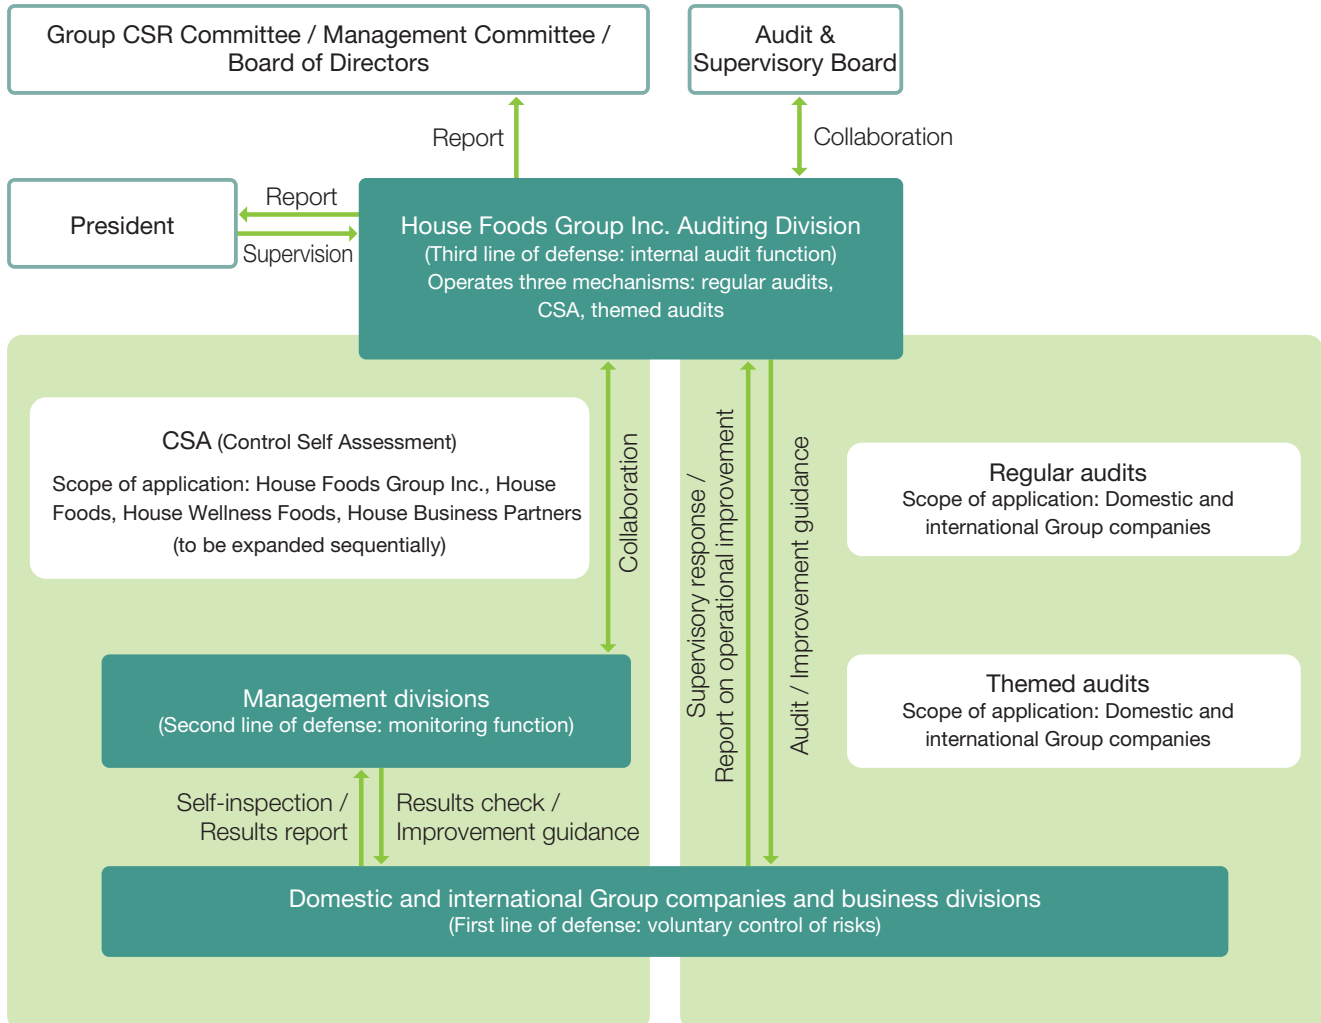 Group CSR Committee / Management Committee /
Board of Directors
Audit &
Supervisory Board
Report
Collaboration
President
Report
Supervision
House Foods Group Inc. Auditing Division
(Third line of defense: internal audit function)
Operates three mechanisms: regular audits,
CSA, themed audits
CSA (Control Self Assessment)
Scope of application: House Foods Group Inc., House
Foods, House Wellness Foods, House Business Partners
(to be expanded sequentially)
Collaboration
Supervisory response /
Report on operational improvement
Audit / Improvement guidance
Regular audits
Scope of application: Domestic and
international Group companies
Themed audits
Scope of application: Domestic and
international Group companies
Management divisions
(Second line of defense: monitoring function)
Self-inspection /
Results report
Results check /
Improvement guidance
Domestic and international Group companies and business divisions
(First line of defense: voluntary control of risks)